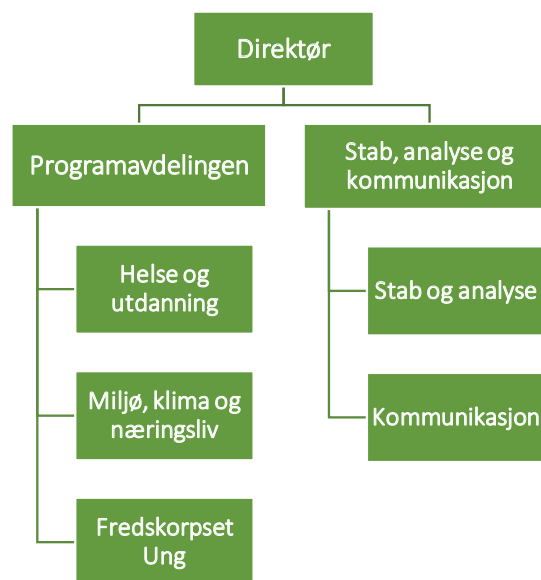 Direktør
Programavdelingen
Stab, analyse og
kommunikasjon
Helse og
utdanning
Stab og analyse
Miljø, klima og
næringsliv
Kommunikasjon
Fredskorpset
Ung